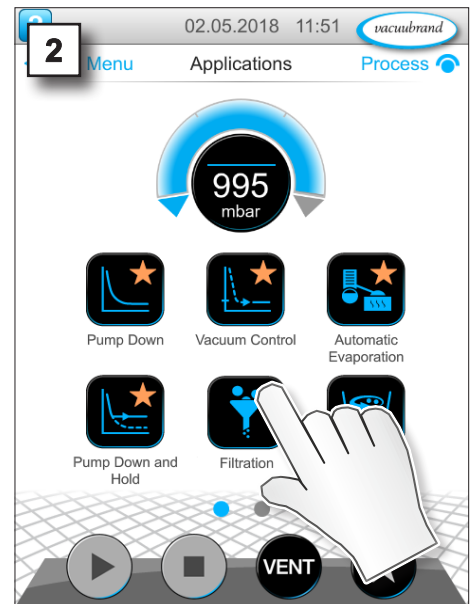 02.05.2018 11:51 vacuubrand
2
Menu Applications Process
995
mbar
Pump Down Vacuum Control Automatic
Evaporation
Pump Down and
Hold
Filtration
VENT